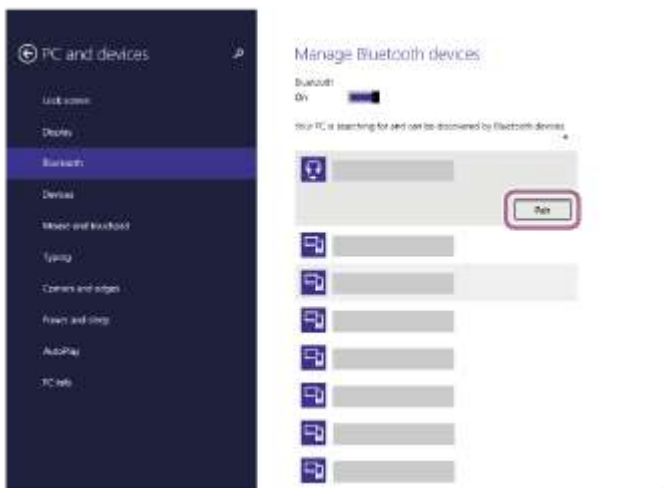 PC and devices
Lock screen
Display
Bluetooth
Devices
Mouse and touchpad
Typing
Corners and edges
Power and sleep
AutoPlay
PC info
Manage Bluetooth devices
Bluetooth
On
Your PC is searching for and can be discovered by Bluetooth devices.
Pair